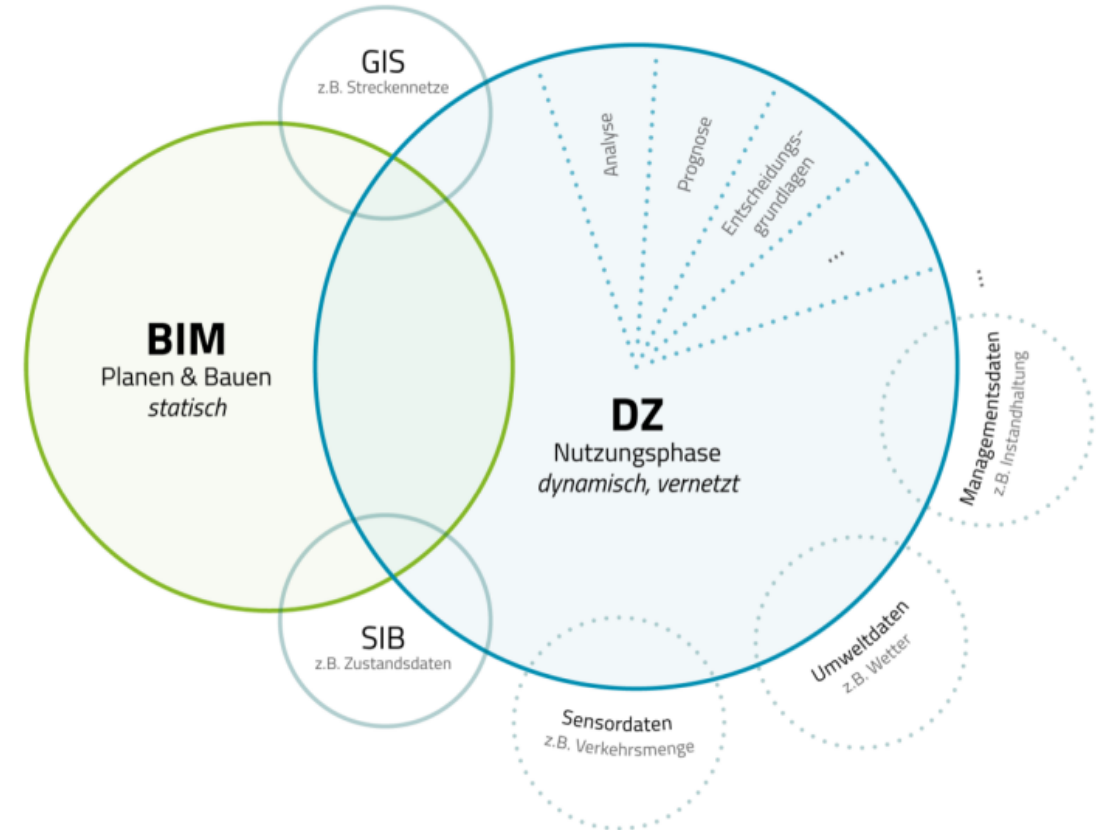 GIS
z.B. Streckennetze
Analyse
Prognose
Entscheidungs-
grundlagen
...
...
BIM
Planen & Bauen
statisch
DZ
Nutzungsphase
dynamisch, vernetzt
Managementsdaten
z.B. Instandhaltung
SIB
z.B. Zustandsdaten
Umweltdaten
z.B. Wetter
Sensordaten
z.B. Verkehrsmenge